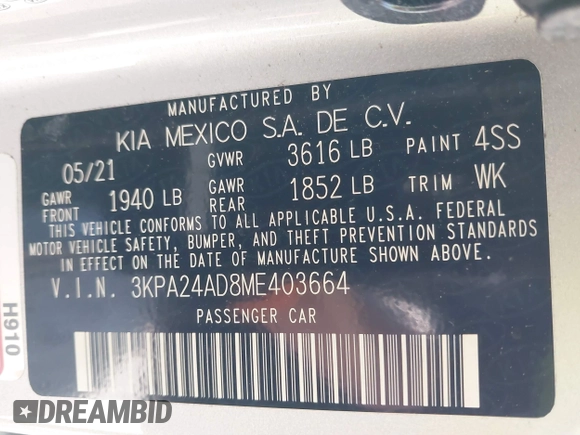 MANUFACTURED BY
KIA MEXICO S.A. DE C.V.
05/21 GVWR 3616 LB PAINT 4SS
GAWR FRONT 1940 LB GAWR REAR 1852 LB TRIM WK
THIS VEHICLE CONFORMS TO ALL APPLICABLE U.S.A. FEDERAL
MOTOR VEHICLE SAFETY, BUMPER, AND THEFT PREVENTION STANDARDS
IN EFFECT ON THE DATE OF MANUFACTURE SHOWN ABOVE.
V.I.N. 3KPA24AD8ME403664
PASSENGER CAR
H910
DREAMBID